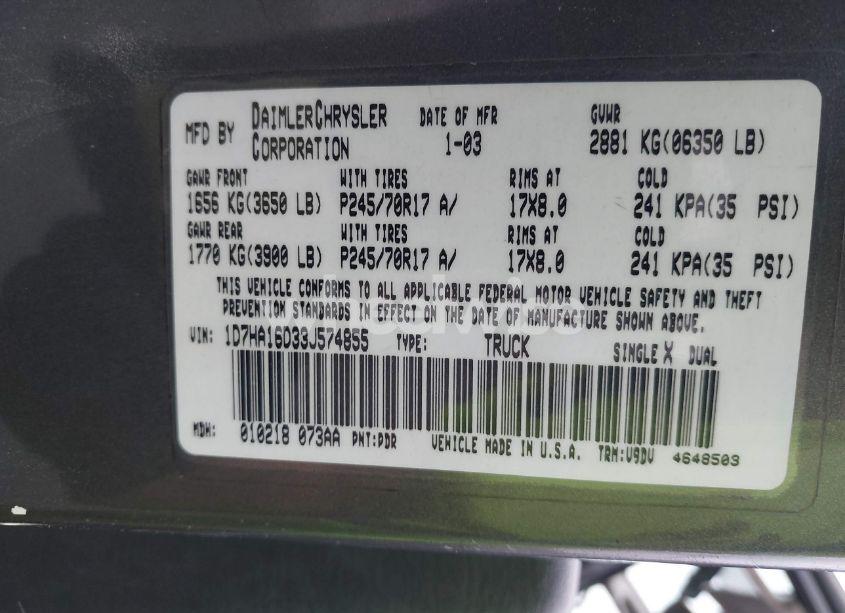 MFD BY DAIMLERCHRYSLER CORPORATION DATE OF MFR 1-03 GVWR 2881 KG(06350 LB)
GAWR FRONT WITH TIRES RIMS AT COLD
1656 KG(3650 LB) P245/70R17 A/ 17X8.0 241 KPA(35 PSI)
GAWR REAR WITH TIRES RIMS AT COLD
1770 KG(3900 LB) P245/70R17 A/ 17X8.0 241 KPA(35 PSI)
THIS VEHICLE CONFORMS TO ALL APPLICABLE FEDERAL MOTOR VEHICLE SAFETY AND THEFT
PREVENTION STANDARDS IN EFFECT ON THE DATE OF MANUFACTURE SHOWN ABOVE.
VIN: 1D7HA16D33J574855 TYPE: TRUCK SINGLE X DUAL
MDH: 010218 073AA PNT:PDR VEHICLE MADE IN U.S.A. TRM:V9DV 4648503